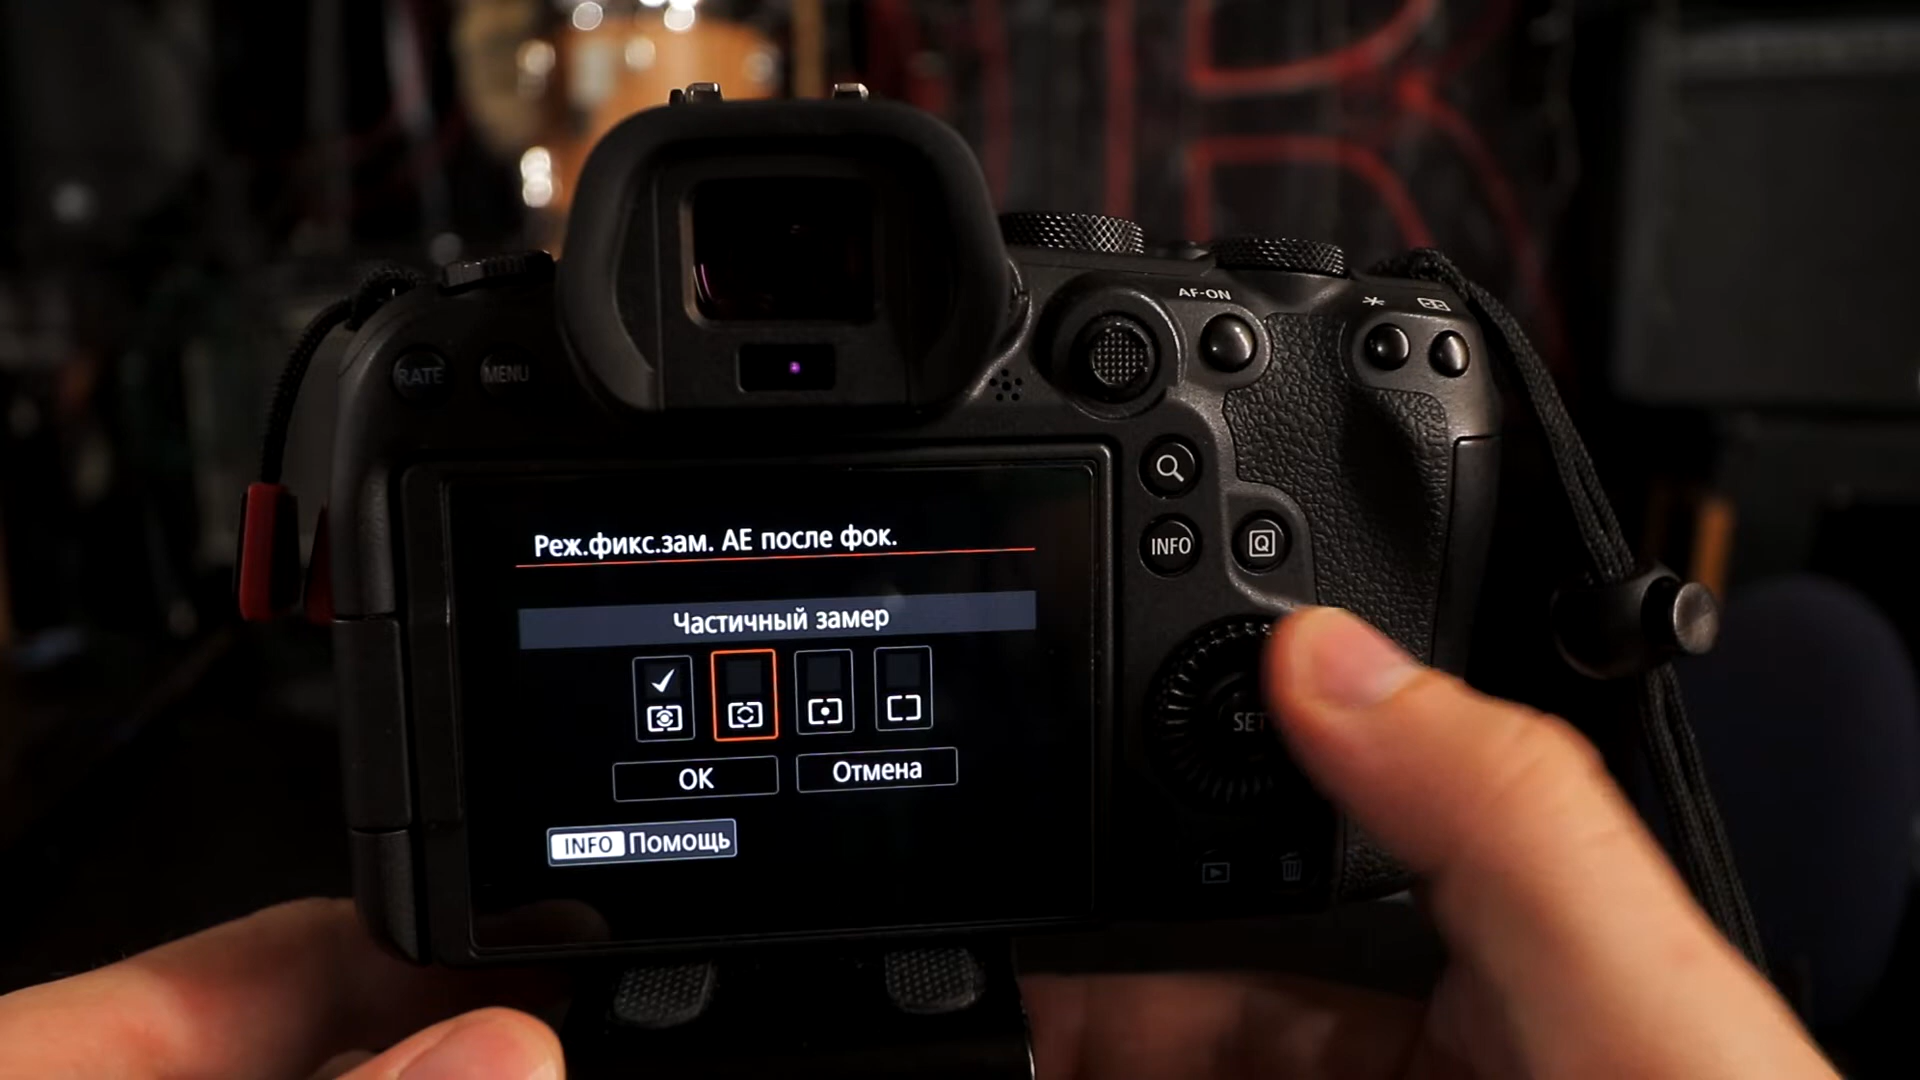 AF-ON
RATE
MENU
INFO
Q
SET
Реж.фикс.зам. AE после фок.
Частичный замер
OK
Отмена
INFO Помощь